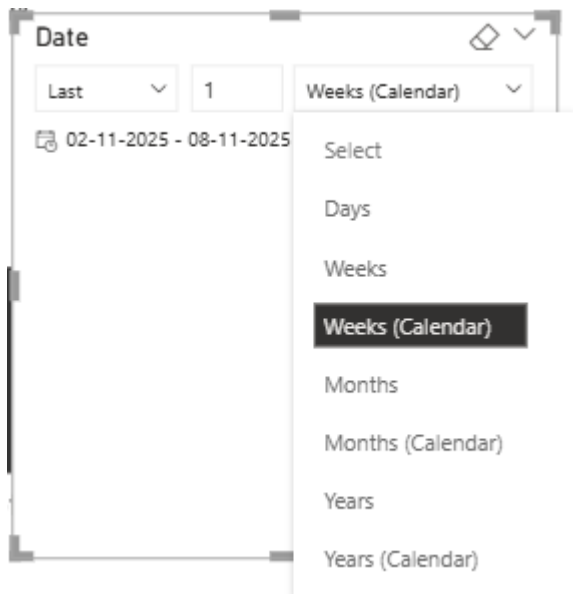 Date
Last 1 Weeks (Calendar)
02-11-2025 - 08-11-2025
Select
Days
Weeks
Weeks (Calendar)
Months
Months (Calendar)
Years
Years (Calendar)